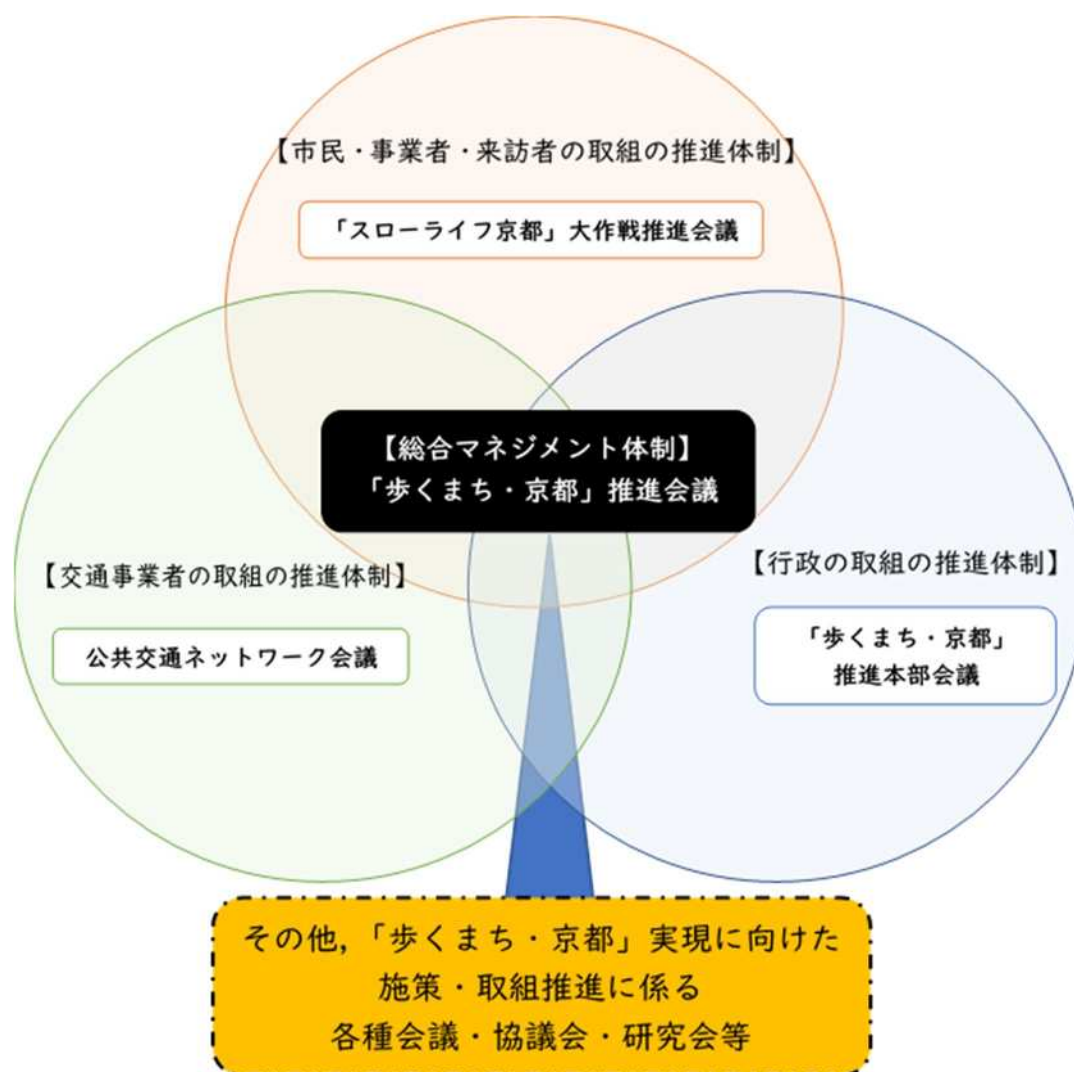 【市民・事業者・来訪者の取組の推進体制】
「スローライフ京都」大作戦推進会議
【総合マネジメント体制】
「歩くまち・京都」推進会議
【交通事業者の取組の推進体制】
公共交通ネットワーク会議
【行政の取組の推進体制】
「歩くまち・京都」
推進本部会議
その他,「歩くまち・京都」実現に向けた
施策・取組推進に係る
各種会議・協議会・研究会等